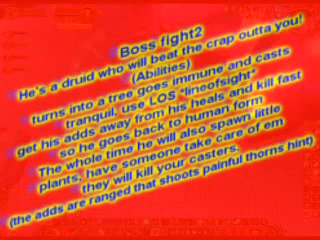 Boss fight2
He's a druid who will beat the crap outta you!
(Abilities)
turns into a tree goes immune and casts
tranquil, use LOS *lineofsight*
get his adds away from his heals and kill fast
so he goes back to human form
The whole time he will also spawn little
plants, have someone take care of em
they will kill your casters,
(the adds are ranged that shoots painful thorns hint)